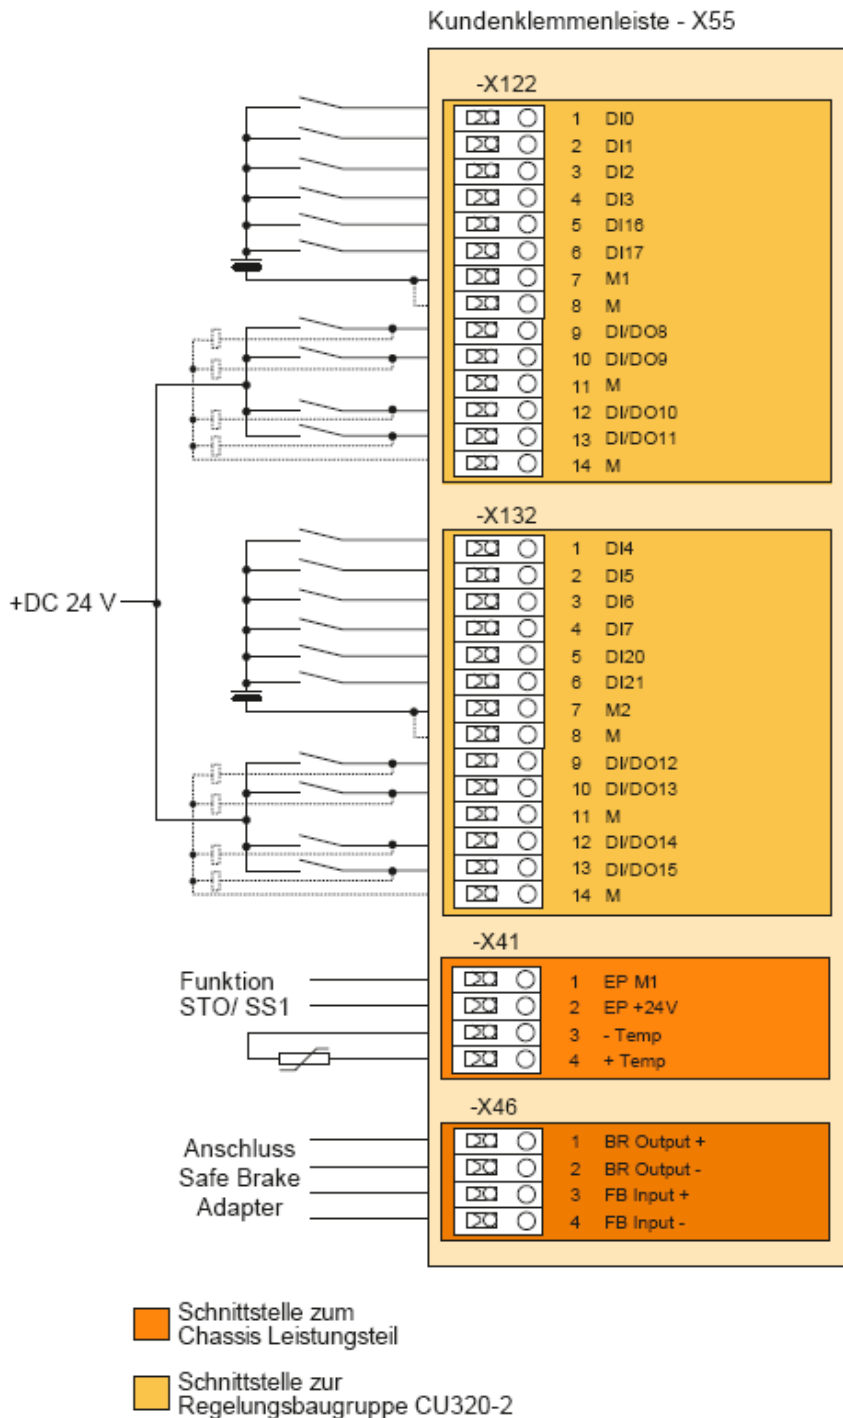 Kundenklemmenleiste - X55
-X122
1 DI0
2 DI1
3 DI2
4 DI3
5 DI16
6 DI17
7 M1
8 M
9 DI/DO8
10 DI/DO9
11 M
12 DI/DO10
13 DI/DO11
14 M
-X132
1 DI4
2 DI5
3 DI6
4 DI7
5 DI20
6 DI21
7 M2
8 M
9 DI/DO12
10 DI/DO13
11 M
12 DI/DO14
13 DI/DO15
14 M
+DC 24 V
-X41
Funktion
STO/ SS1
1 EP M1
2 EP +24V
3 - Temp
4 + Temp
-X46
Anschluss
Safe Brake
Adapter
1 BR Output +
2 BR Output -
3 FB Input +
4 FB Input -
Schnittstelle zum
Chassis Leistungsteil
Schnittstelle zur
Regelungsbaugruppe CU320-2